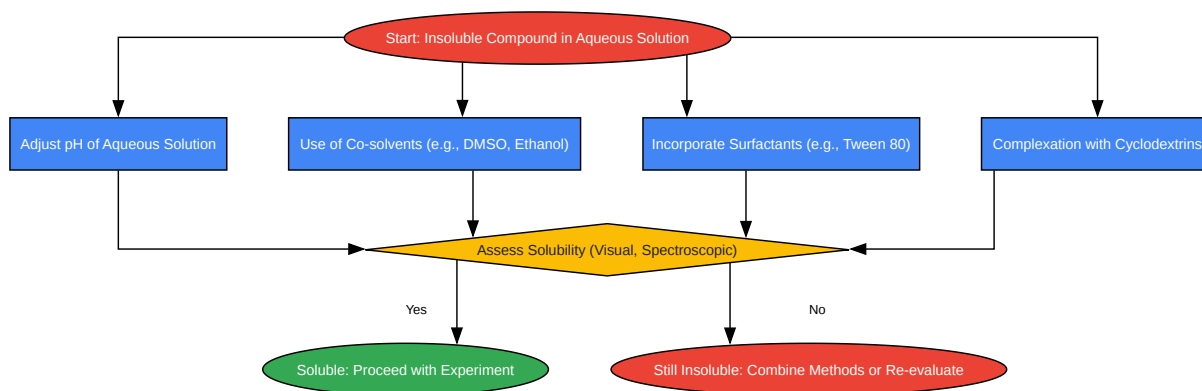 Start: Insoluble Compound in Aqueous Solution
Adjust pH of Aqueous Solution
Use of Co-solvents (e.g., DMSO, Ethanol)
Incorporate Surfactants (e.g., Tween 80)
Complexation with Cyclodextrins
Assess Solubility (Visual, Spectroscopic)
Yes
No
Soluble: Proceed with Experiment
Still Insoluble: Combine Methods or Re-evaluate